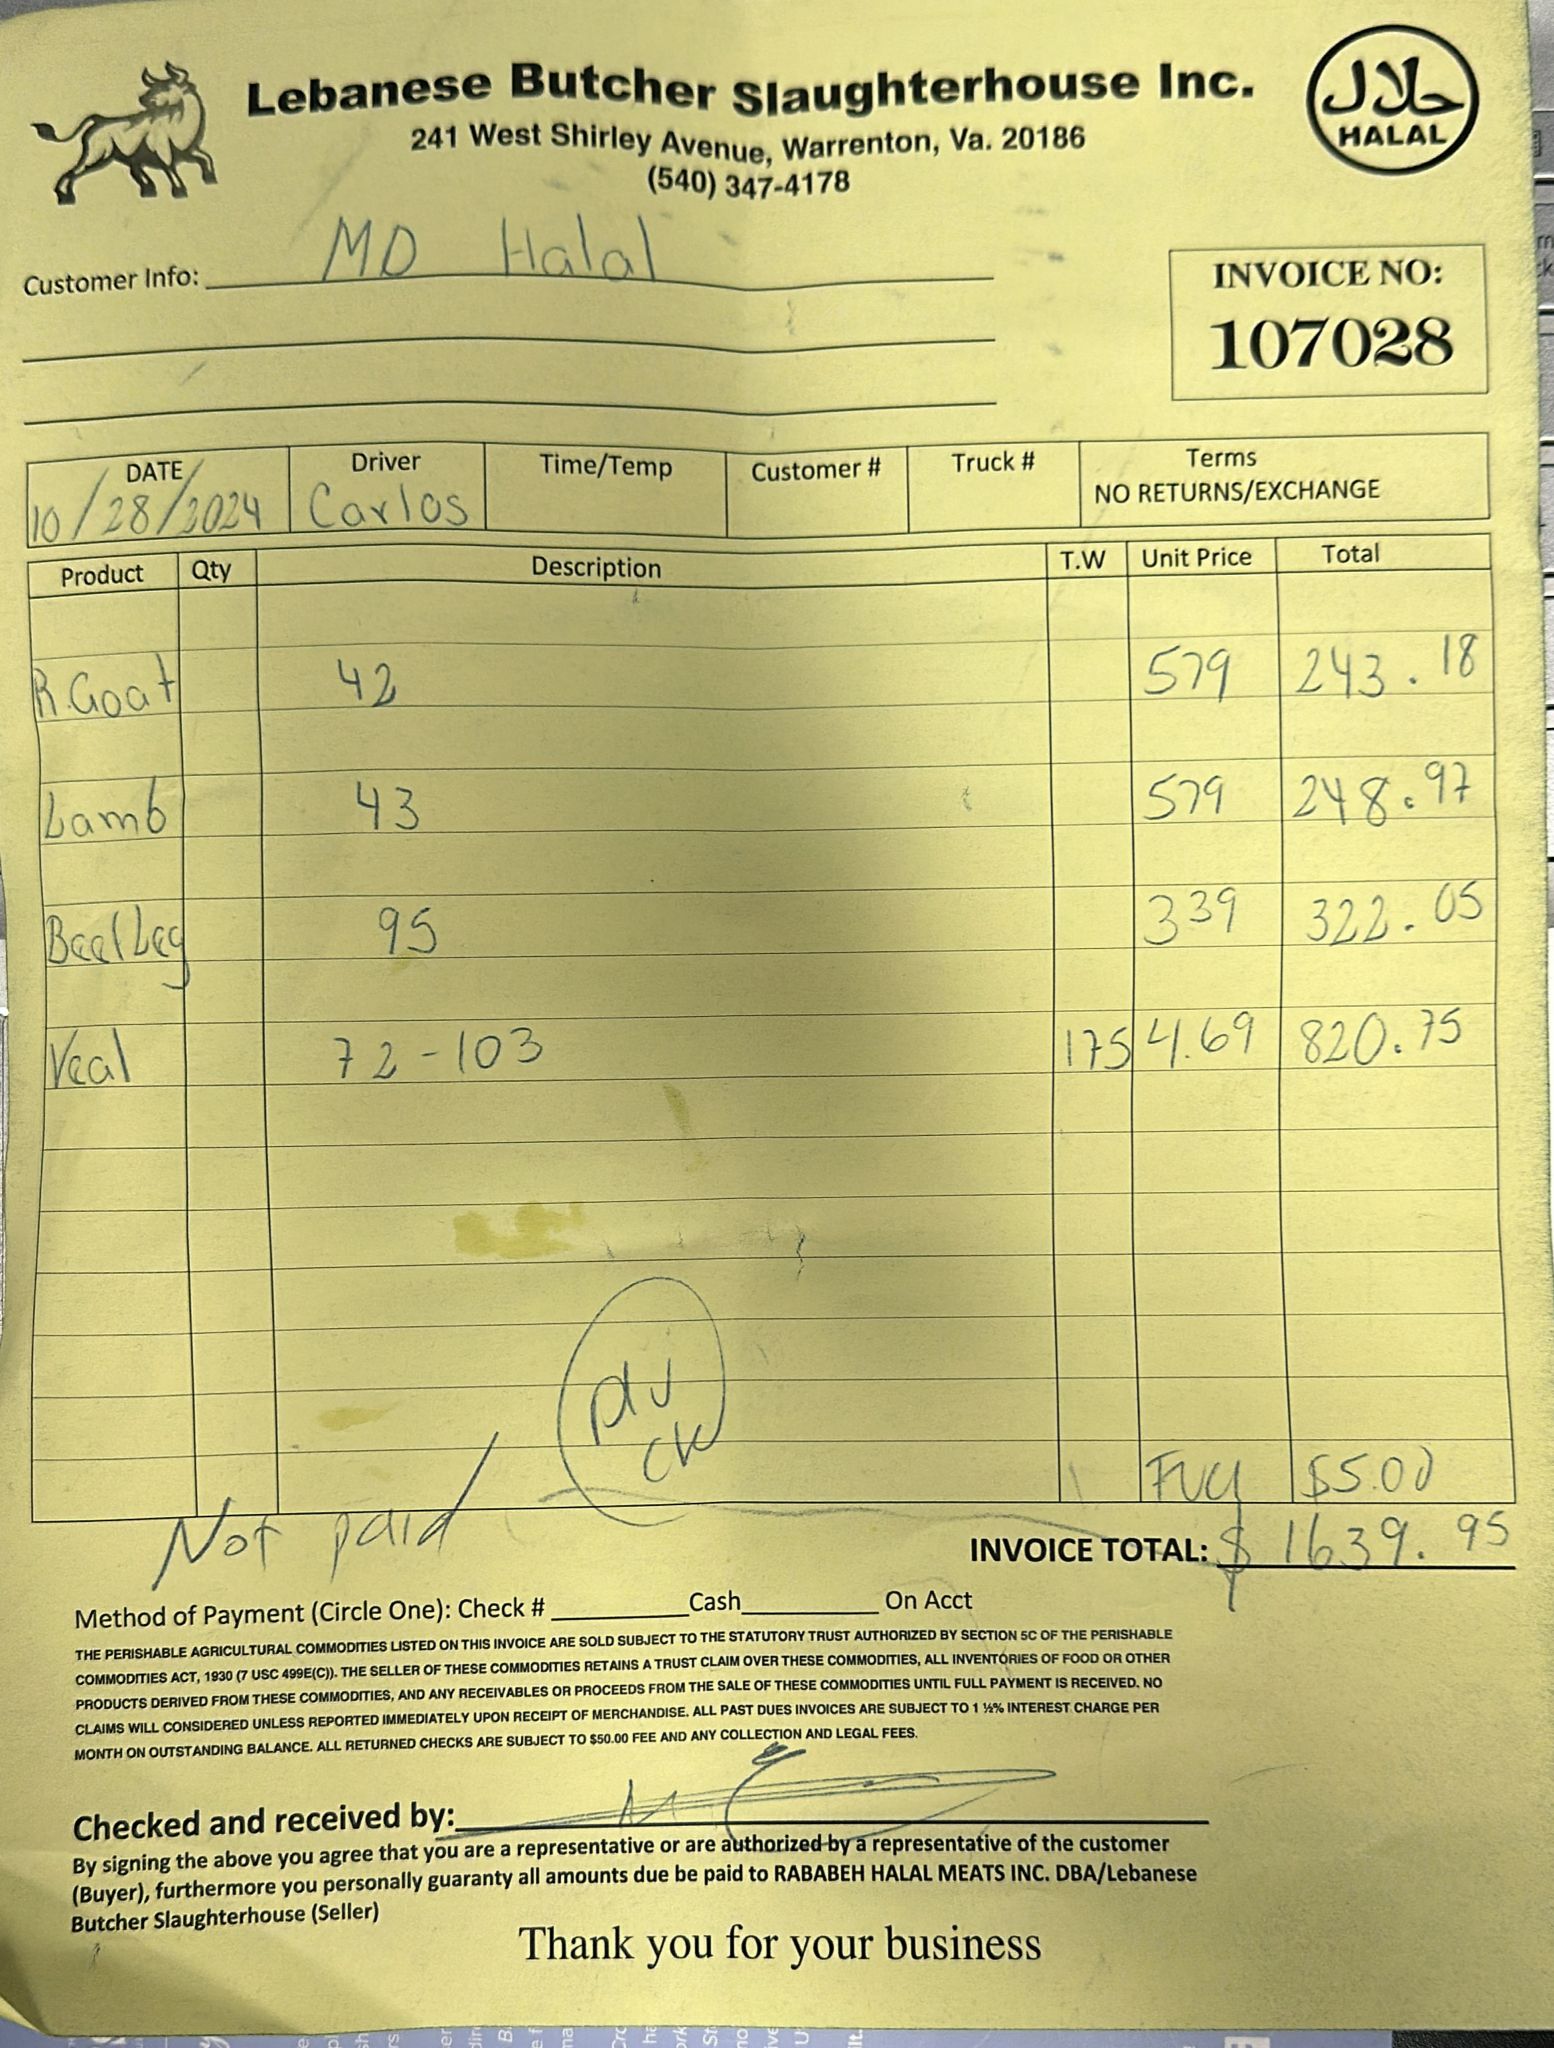 Lebanese Butcher Slaughterhouse Inc.
241 West Shirley Avenue, Warrenton, Va. 20186
(540) 347-4178
حلال
HALAL
Customer Info: MD Halal
INVOICE NO:
107028
DATE Driver Time/Temp Customer # Truck # Terms
10/28/2024 Carlos NO RETURNS/EXCHANGE
Product Qty Description T.W Unit Price Total
R.Goat 42 579 243.18
Lamb 43 579 248.97
Beef Leg 95 339 322.05
Veal 72-103 175 4.69 820.75
CK
$5.00
Not paid
INVOICE TOTAL: $1639.95
Method of Payment (Circle One): Check # Cash On Acct
THE PERISHABLE AGRICULTURAL COMMODITIES LISTED ON THIS INVOICE ARE SOLD SUBJECT TO THE STATUTORY TRUST AUTHORIZED BY SECTION 5C OF THE PERISHABLE
COMMODITIES ACT, 1930 (7 USC 499E(C)). THE SELLER OF THESE COMMODITIES RETAINS A TRUST CLAIM OVER THESE COMMODITIES, ALL INVENTORIES OF FOOD OR OTHER
PRODUCTS DERIVED FROM THESE COMMODITIES, AND ANY RECEIVABLES OR PROCEEDS FROM THE SALE OF THESE COMMODITIES UNTIL FULL PAYMENT IS RECEIVED. NO
CLAIMS WILL CONSIDERED UNLESS REPORTED IMMEDIATELY UPON RECEIPT OF MERCHANDISE. ALL PAST DUES INVOICES ARE SUBJECT TO 1 ½% INTEREST CHARGE PER
MONTH ON OUTSTANDING BALANCE. ALL RETURNED CHECKS ARE SUBJECT TO $50.00 FEE AND ANY COLLECTION AND LEGAL FEES.
Checked and received by:
By signing the above you agree that you are a representative or are authorized by a representative of the customer
(Buyer), furthermore you personally guaranty all amounts due be paid to RABABEH HALAL MEATS INC. DBA/Lebanese
Butcher Slaughterhouse (Seller)
Thank you for your business